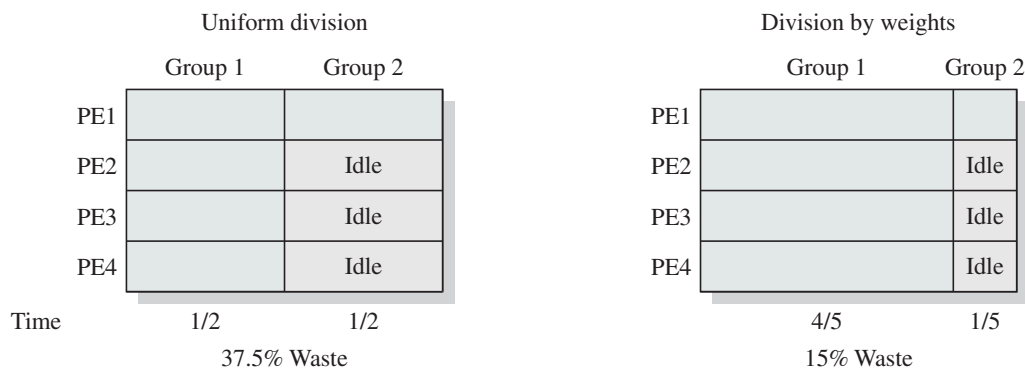 Uniform division
Group 1 Group 2
PE1
PE2 Idle
PE3 Idle
PE4 Idle
Time 1/2 1/2
37.5% Waste
Division by weights
Group 1 Group 2
PE1
PE2 Idle
PE3 Idle
PE4 Idle
4/5 1/5
15% Waste